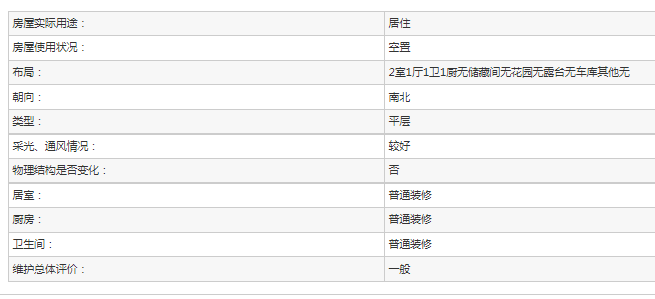 房屋实际用途： 居住
房屋使用状况： 空置
布局： 2室1厅1卫1厨无储藏间无花园无露台无车库其他无
朝向： 南北
类型： 平层
采光、通风情况： 较好
物理结构是否变化： 否
居室： 普通装修
厨房： 普通装修
卫生间： 普通装修
维护总体评价： 一般